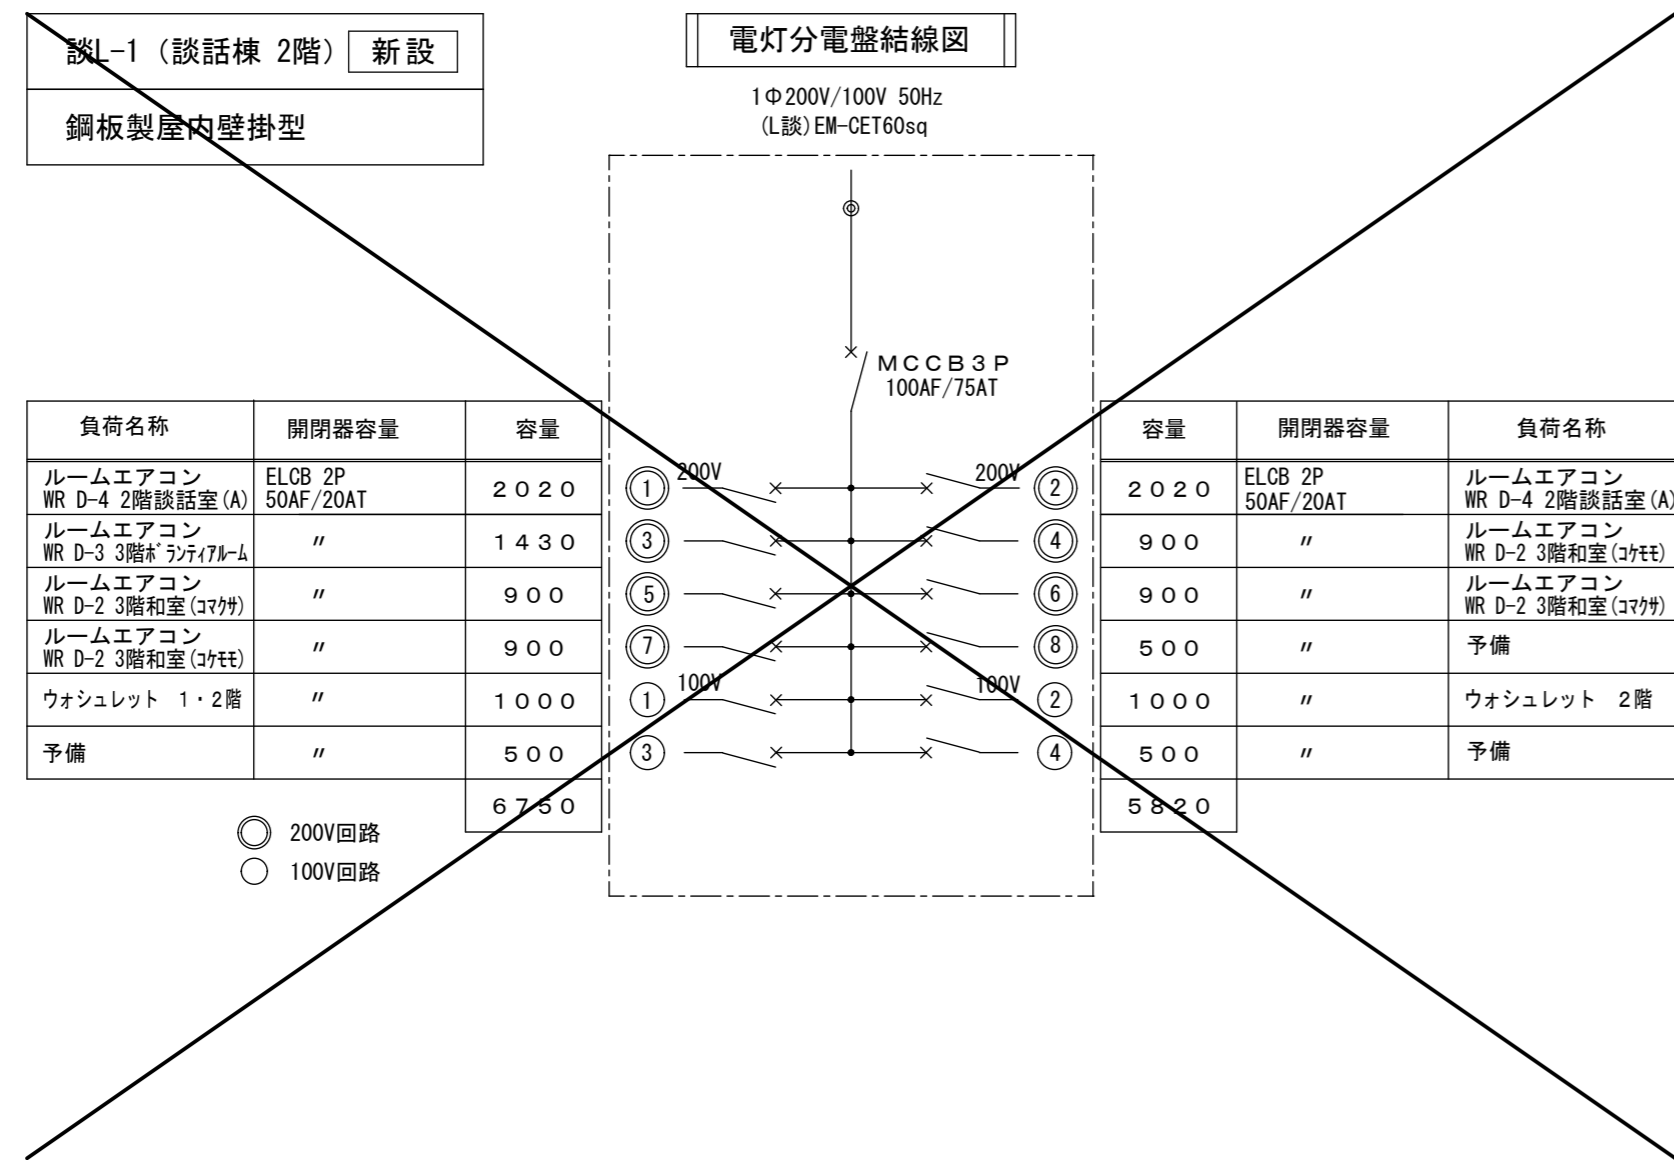 談L-1 (談話棟 2階) 新設
鋼板製屋内壁掛型
電灯分電盤結線図
1Φ200V/100V 50Hz
(L談)EM-CET60sq
MCCB3P
100AF/75AT
負荷名称 開閉器容量 容量
ルームエアコン
WR D-4 2階談話室(A)
ELCB 2P
50AF/20AT
2020
① 200V
ルームエアコン
WR D-3 3階ボランティアルーム
〃 1430 ③
ルームエアコン
WR D-2 3階和室(コマクサ)
〃 900 ⑤
ルームエアコン
WR D-2 3階和室(コケモモ)
〃 900 ⑦
ウォシュレット 1・2階 〃 1000 ① 100V
予備 〃 500 ③
6750
容量 開閉器容量 負荷名称
200V ②
2020
ELCB 2P
50AF/20AT
ルームエアコン
WR D-4 2階談話室(A)
④ 900 〃
ルームエアコン
WR D-2 3階和室(コケモモ)
⑥ 900 〃
ルームエアコン
WR D-2 3階和室(コマクサ)
⑧ 500 〃 予備
100V ② 1000 〃 ウォシュレット 2階
④ 500 〃 予備
5820
◎ 200V回路
○ 100V回路